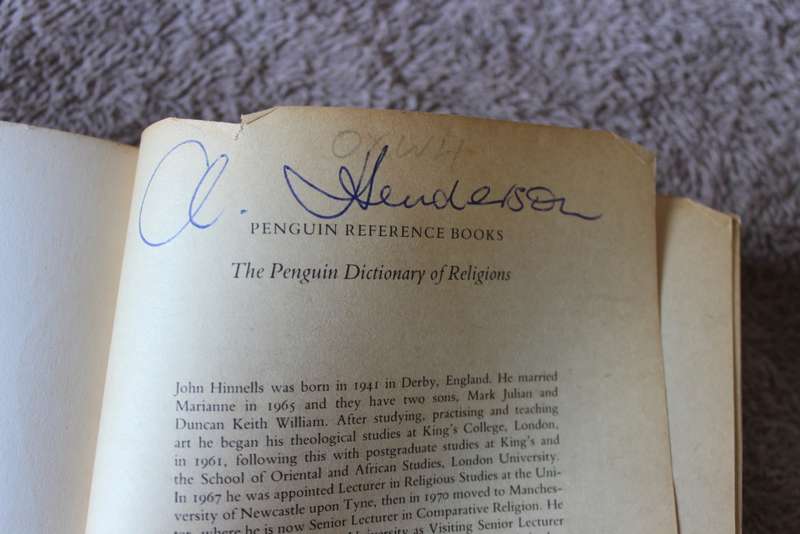 A. Henderson
PENGUIN REFERENCE BOOKS
The Penguin Dictionary of Religions
John Hinnells was born in 1941 in Derby, England. He married
Marianne in 1965 and they have two sons, Mark Julian and
Duncan Keith William. After studying, practising and teaching
art he began his theological studies at King's College, London,
in 1961, following this with postgraduate studies at King's and
the School of Oriental and African Studies, London University.
In 1967 he was appointed Lecturer in Religious Studies at the Uni-
versity of Newcastle upon Tyne, then in 1970 moved to Manches-
ter, where he is now Senior Lecturer in Comparative Religion. He
University as Visiting Senior Lecturer